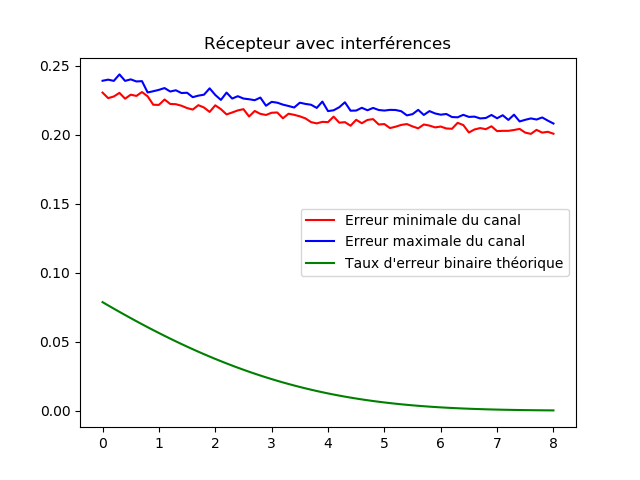 Récepteur avec interférences
0.25
0.20
0.15
0.10
0.05
0.00
Erreur minimale du canal
Erreur maximale du canal
Taux d'erreur binaire théorique
0 1 2 3 4 5 6 7 8